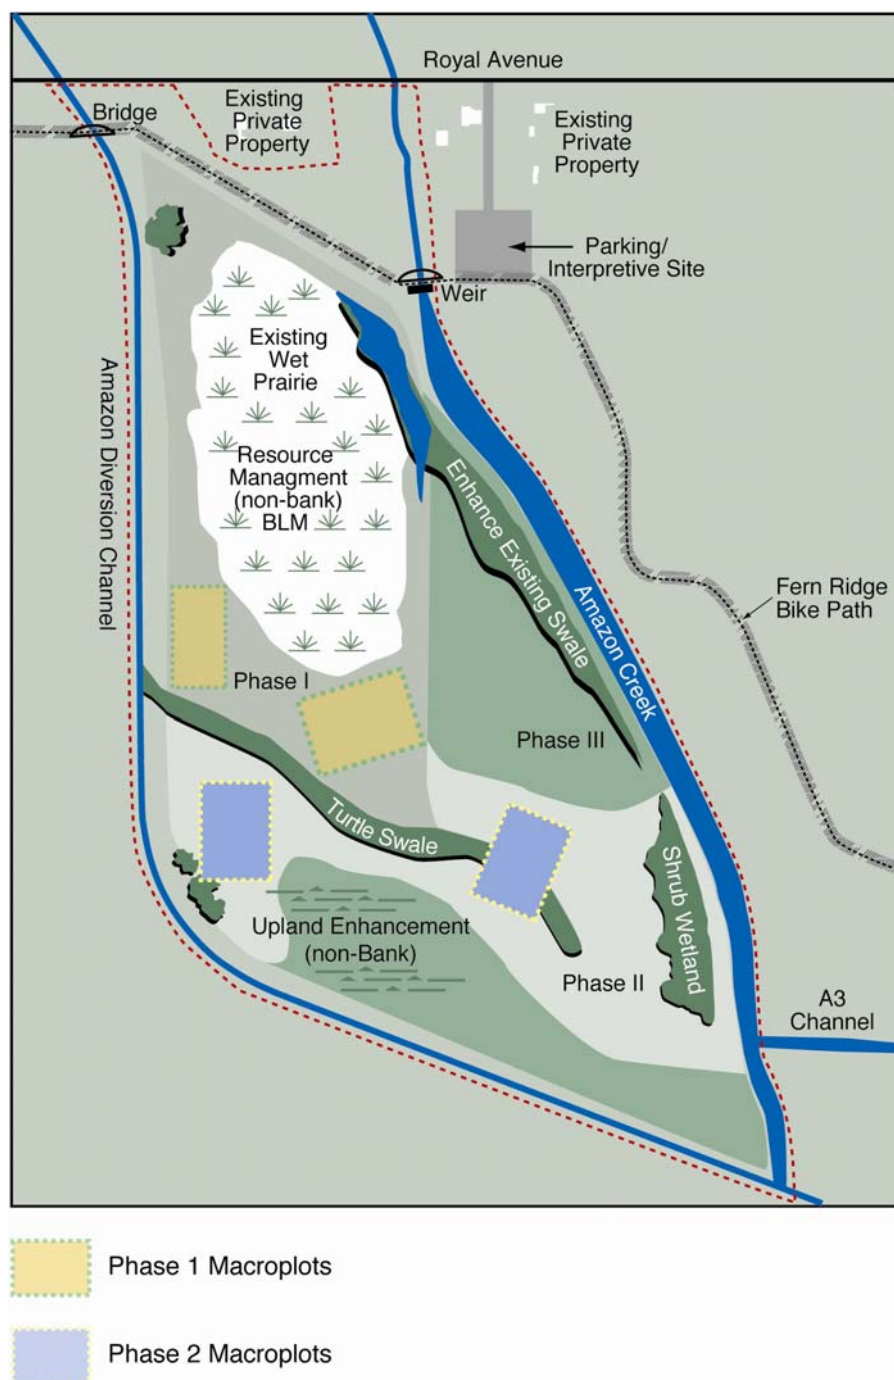 Royal Avenue
Bridge
Existing
Private
Property
Existing
Private
Property
Parking/
Interpretive Site
Weir
Existing
Wet
Prairie
Resource
Managment
(non-bank)
BLM
Amazon Diversion Channel
Enhance Existing Swale
Amazon Creek
Fern Ridge
Bike Path
Phase I
Phase III
Turtle Swale
Shrub Wetland
Upland Enhancement
(non-Bank)
Phase II
A3
Channel
Phase 1 Macroplots
Phase 2 Macroplots